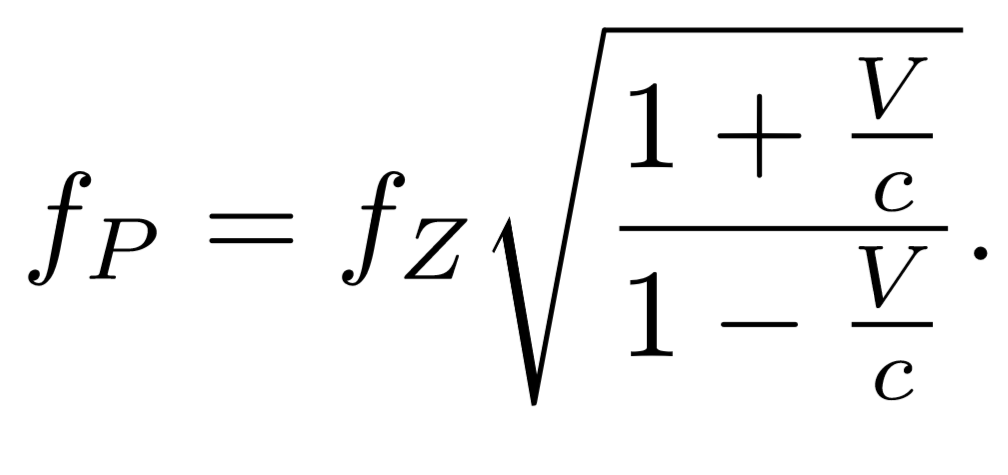 f_P = f_Z \sqrt{\frac{1 + \frac{V}{c}}{1 - \frac{V}{c}}}.